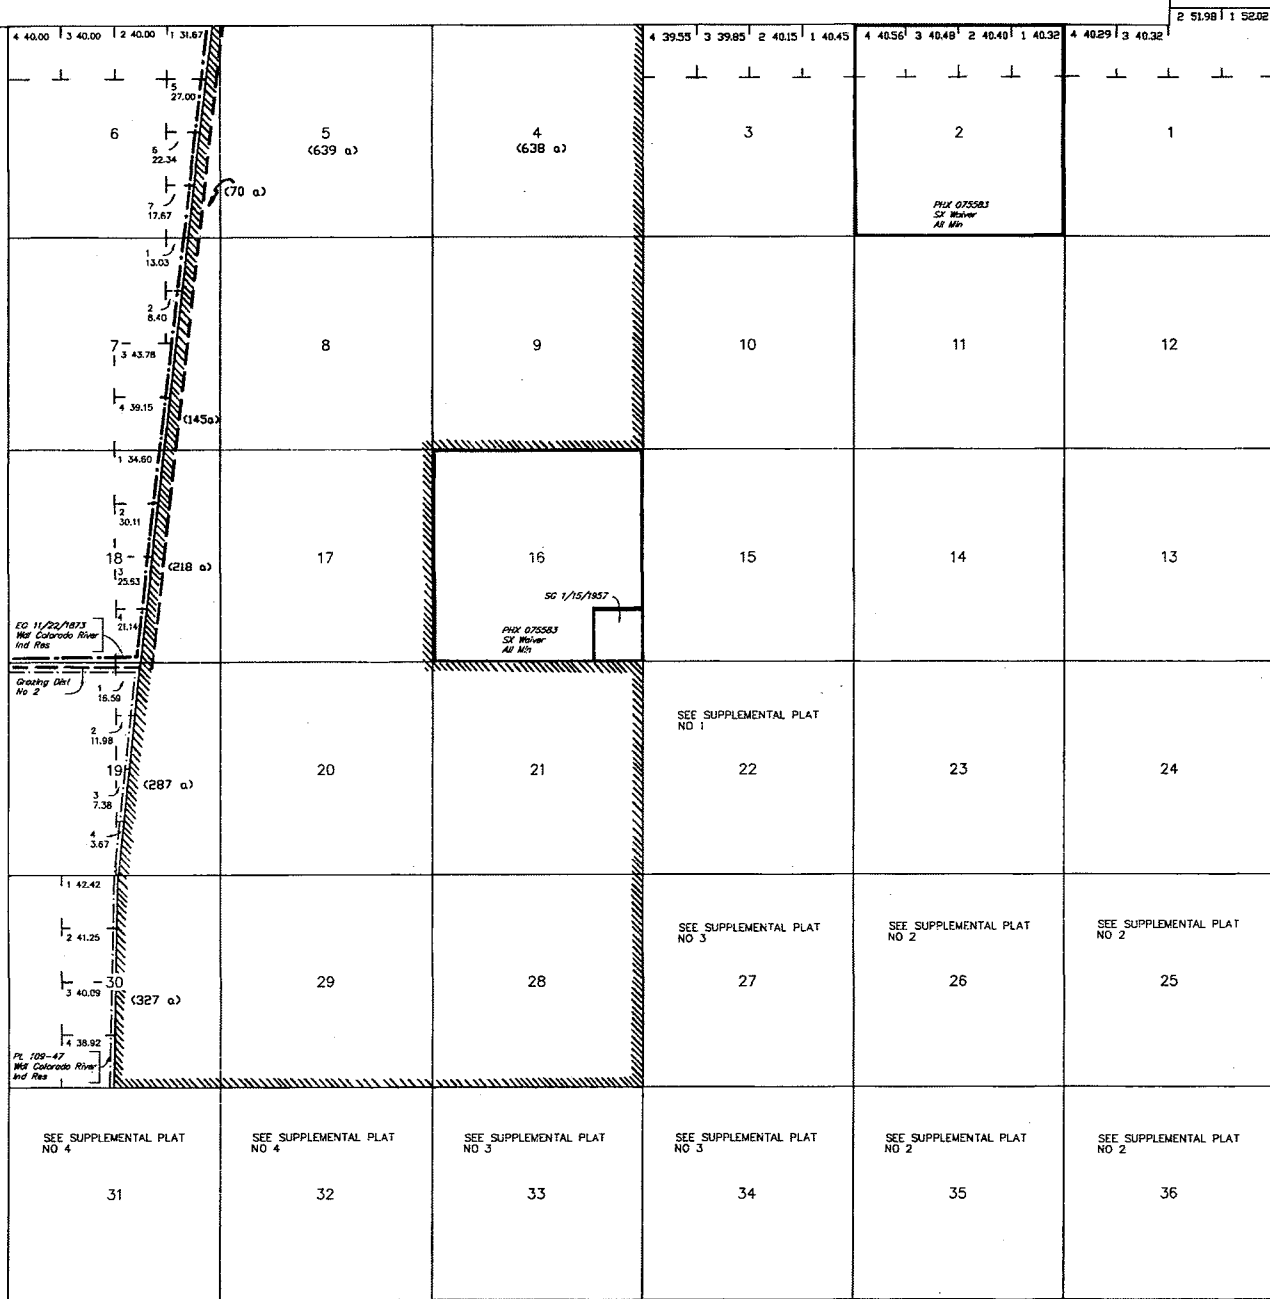 2 51.98 1 52.02
4 40.00 3 40.00 2 40.00 1 31.67
4 39.55 3 39.85 2 40.15 1 40.45
4 40.56 3 40.48 2 40.40 1 40.32
4 40.29 3 40.32
5
27.00
6
5
(639 a)
4
(638 a)
3
2
1
6
22.34
(70 a)
7
17.67
PHX 075583
SX Waiver
All Min
1
13.03
2
8.40
7
3 43.78
8
9
10
11
12
4 39.15
(145a)
1 34.60
2
30.11
18
3
25.63
(218 a)
17
16
15
14
13
SG 1/15/1957
4
21.14
EO 11/22/1873
Wdl Colorado River
Ind Res
PHX 075583
SX Waiver
All Min
Grazing Dist
No 2
1
16.59
2
11.98
SEE SUPPLEMENTAL PLAT
NO 1
19
(287 a)
20
21
22
23
24
3
7.38
4
3.67
1 42.42
2 41.25
SEE SUPPLEMENTAL PLAT
NO 3
SEE SUPPLEMENTAL PLAT
NO 2
SEE SUPPLEMENTAL PLAT
NO 2
3 40.09
30
(327 a)
29
28
27
26
25
4 38.92
PL 109-47
Wdl Colorado River
Ind Res
SEE SUPPLEMENTAL PLAT
NO 4
SEE SUPPLEMENTAL PLAT
NO 4
SEE SUPPLEMENTAL PLAT
NO 3
SEE SUPPLEMENTAL PLAT
NO 3
SEE SUPPLEMENTAL PLAT
NO 2
SEE SUPPLEMENTAL PLAT
NO 2
31
32
33
34
35
36